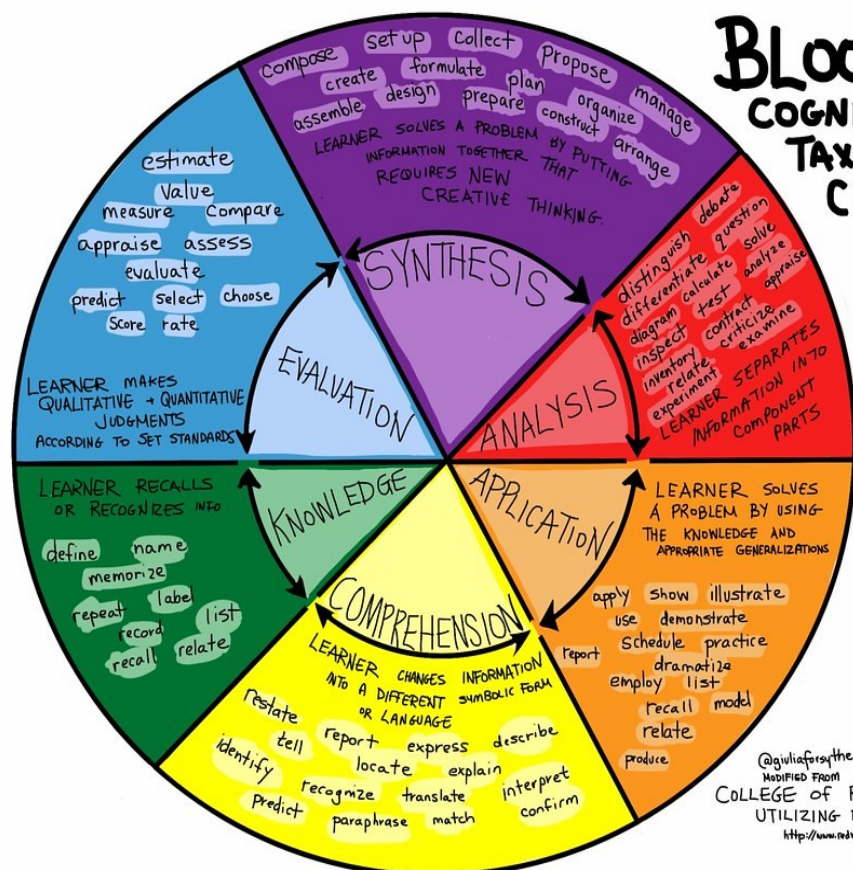 BLOO
COGNI
TAX
C
compose set up collect propose
create formulate plan manage
assemble design prepare organize
construct arrange
LEARNER SOLVES A PROBLEM BY PUTTING
INFORMATION TOGETHER THAT
REQUIRES NEW
CREATIVE THINKING.
SYNTHESIS
distinguish debate
differentiate question
diagram calculate solve
inspect test analyze
inventory contract appraise
relate criticize
experiment examine
LEARNER SEPARATES
INFORMATION INTO
COMPONENT
PARTS
ANALYSIS
APPLICATION
LEARNER SOLVES
A PROBLEM BY USING
THE KNOWLEDGE AND
APPROPRIATE GENERALIZATIONS
apply show illustrate
use demonstrate
report schedule practice
dramatize
employ list
recall model
relate
produce
COMPREHENSION
LEARNER CHANGES INFORMATION
INTO A DIFFERENT SYMBOLIC FORM
OR LANGUAGE
restate
tell report express describe
identify locate explain
recognize translate interpret
predict paraphrase match confirm
KNOWLEDGE
LEARNER RECALLS
OR RECOGNIZES INFO
define name
memorize
repeat label
record list
recall relate
EVALUATION
estimate
value
measure compare
appraise assess
evaluate
predict select choose
score rate
LEARNER MAKES
QUALITATIVE + QUANTITATIVE
JUDGMENTS
ACCORDING TO SET STANDARDS
@giuliaforsythe
MODIFIED FROM
COLLEGE OF
UTILIZING
http://www.red